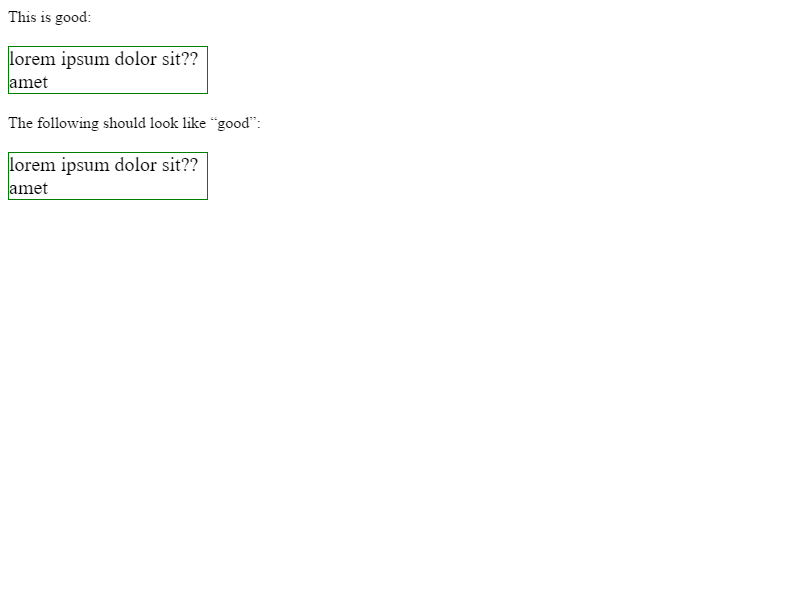 This is good:
lorem ipsum dolor sit??
amet
The following should look like “good”:
lorem ipsum dolor sit??
amet